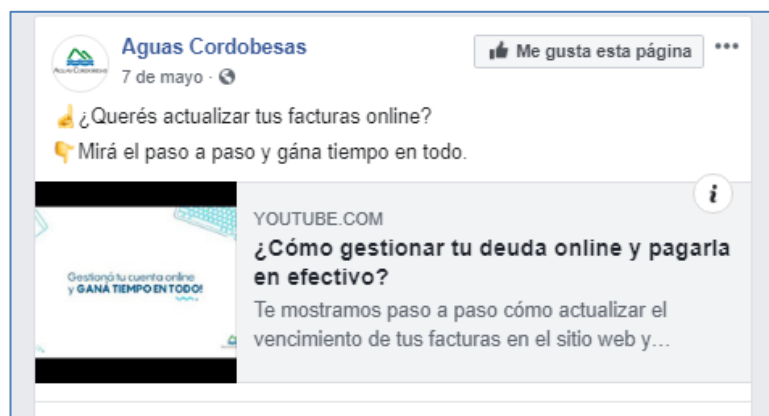 Aguas Cordobesas
Me gusta esta página
AGUAS CORDOBESAS
7 de mayo ·
¿Querés actualizar tus facturas online?
Mirá el paso a paso y gána tiempo en todo.
i
YOUTUBE.COM
¿Cómo gestionar tu deuda online y pagarla
en efectivo?
Te mostramos paso a paso cómo actualizar el
vencimiento de tus facturas en el sitio web y…
Gestioná tu cuenta online
y GANÁ TIEMPO EN TODO!